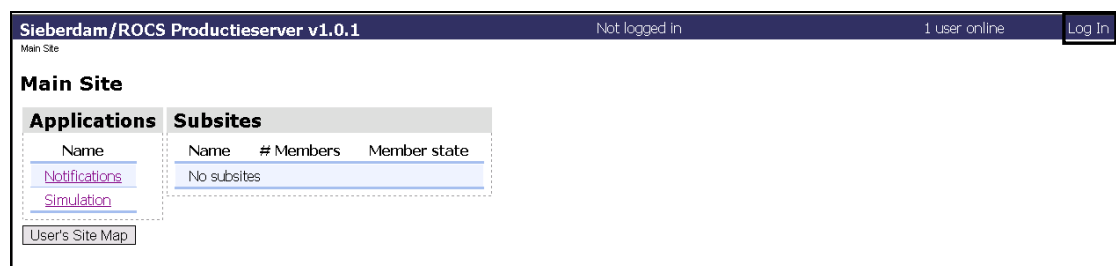 Sieberdam/ROCS Productieserver v1.0.1 Not logged in 1 user online Log In
Main Site
Main Site
Applications Subsites
Name Name # Members Member state
Notifications No subsites
Simulation
User's Site Map